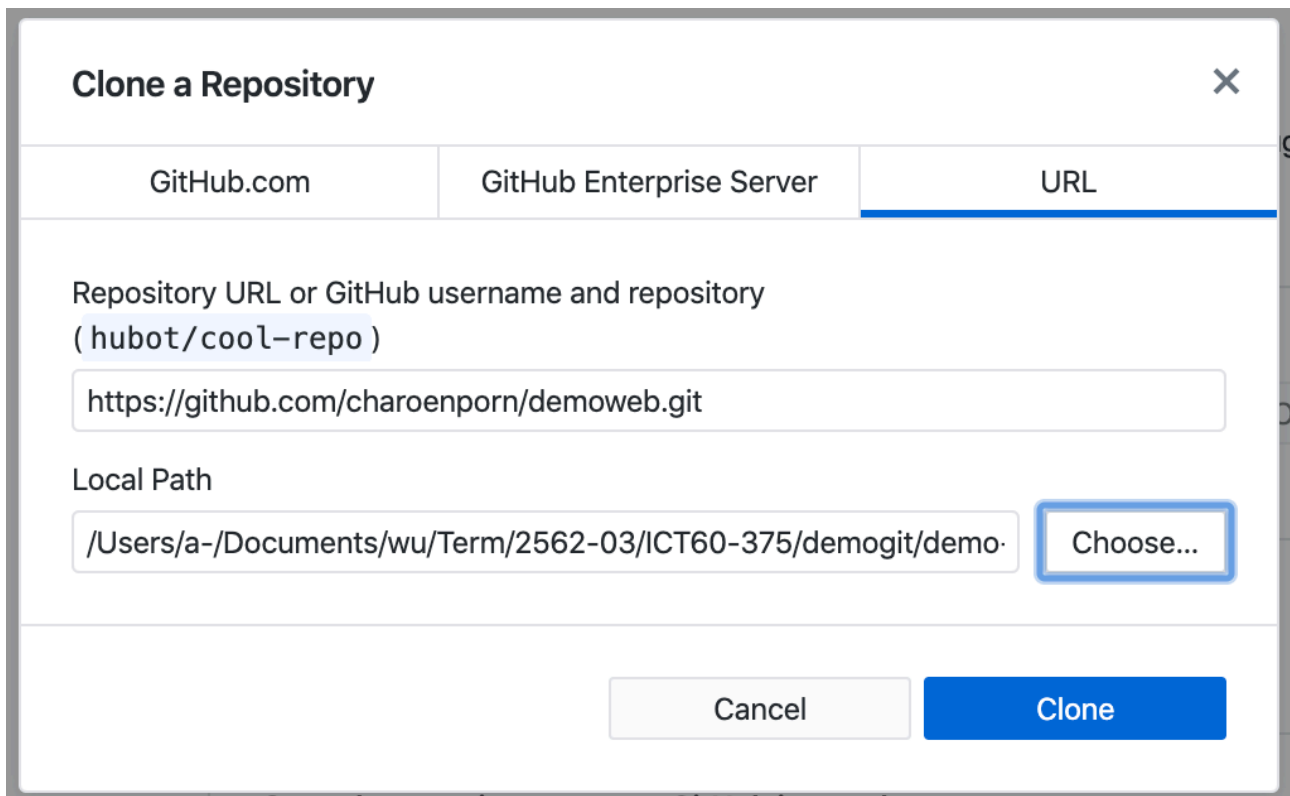 Clone a Repository
GitHub.com
GitHub Enterprise Server
URL
Repository URL or GitHub username and repository
(hubot/cool-repo)
https://github.com/charoenporn/demoweb.git
Local Path
/Users/a-/Documents/wu/Term/2562-03/ICT60-375/demogit/demo-
Choose...
Cancel
Clone